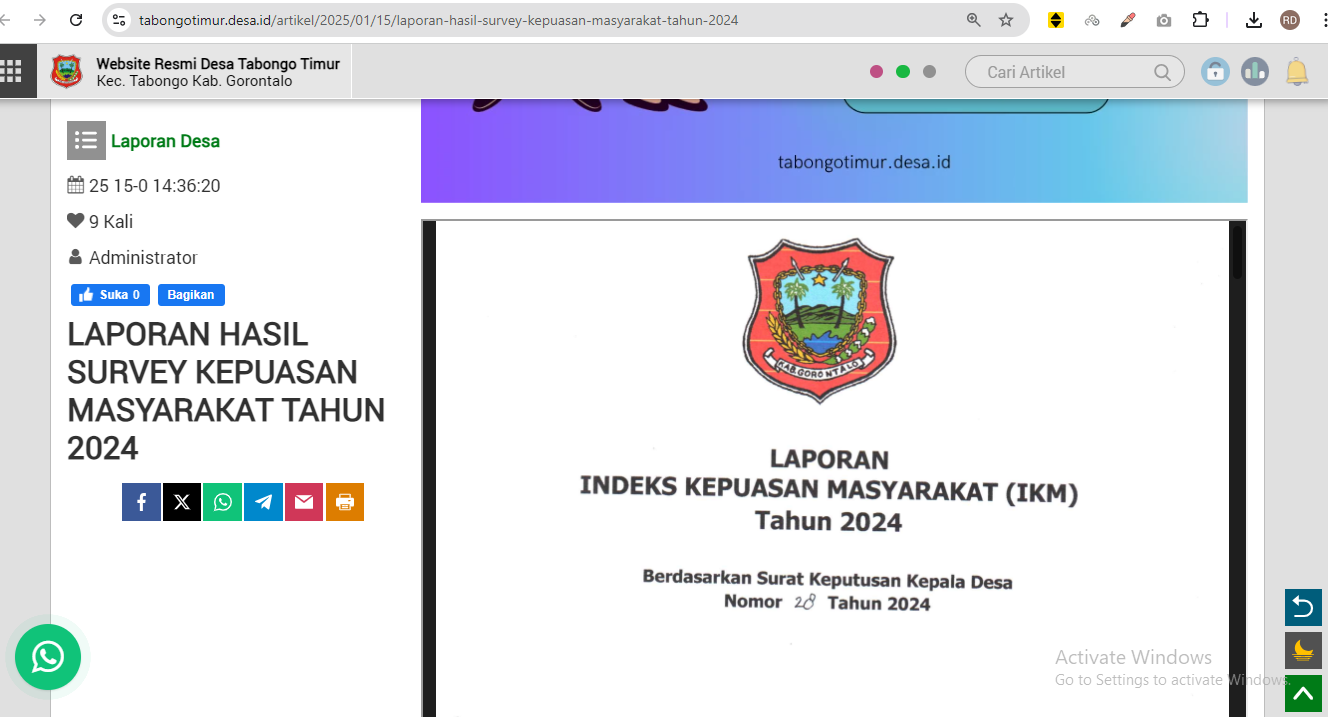 tabongotimur.desa.id/artikel/2025/01/15/laporan-hasil-survey-kepuasan-masyarakat-tahun-2024
RD
Website Resmi Desa Tabongo Timur
Kec. Tabongo Kab. Gorontalo
Cari Artikel
Laporan Desa
25 15-0 14:36:20
9 Kali
Administrator
Suka 0
Bagikan
LAPORAN HASIL
SURVEY KEPUASAN
MASYARAKAT TAHUN
2024
tabongotimur.desa.id
KAB.GORONTALO
LAPORAN
INDEKS KEPUASAN MASYARAKAT (IKM)
Tahun 2024
Berdasarkan Surat Keputusan Kepala Desa
Nomor 28 Tahun 2024
Activate Windows
Go to Settings to activate Windows.